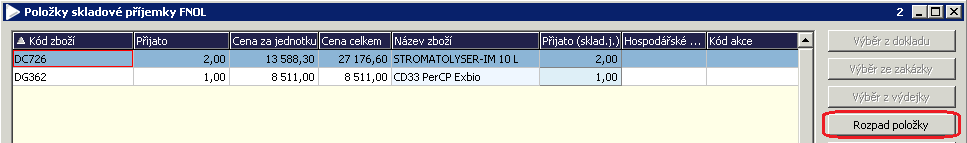 Položky skladové příjemky FNOL 2
Kód zboží Přijato Cena za jednotku Cena celkem Název zboží Přijato (sklad.j.) Hospodářské ... Kód akce
DC726 2,00 13 588,30 27 176,60 STROMATOLYSER-IM 10 L 2,00
DG362 1,00 8 511,00 8 511,00 CD33 PerCP Exbio 1,00
Výběr z dokladu
Výběr ze zakázky
Výběr z výdejky
Rozpad položky